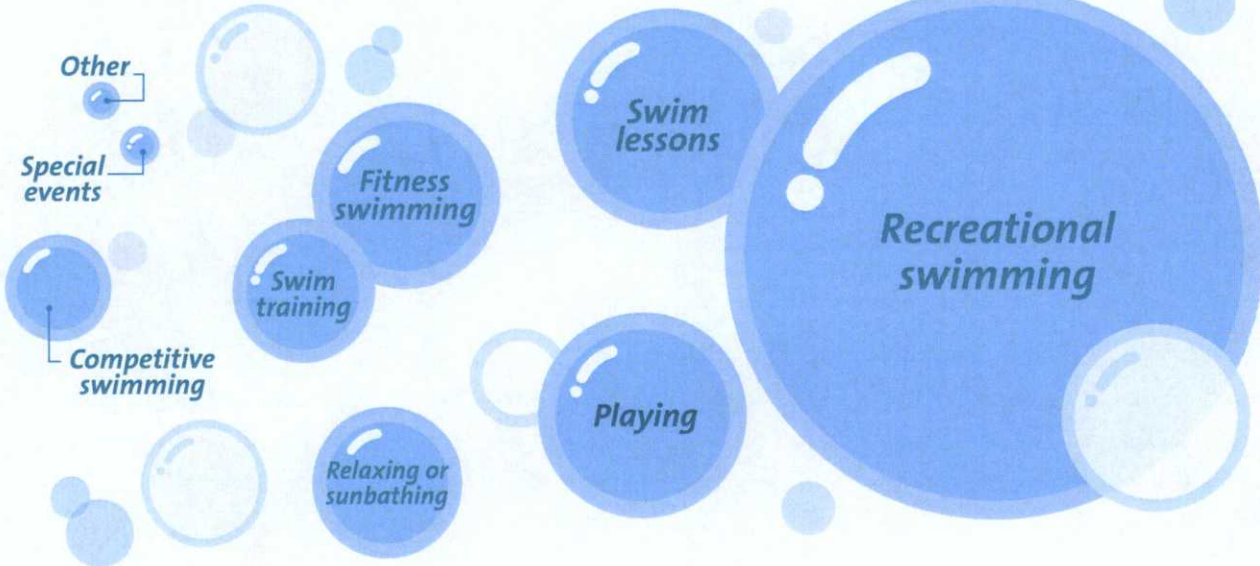 Other
Special
events
Competitive
swimming
Fitness
swimming
Swim
training
Relaxing or
sunbathing
Swim
lessons
Playing
Recreational
swimming